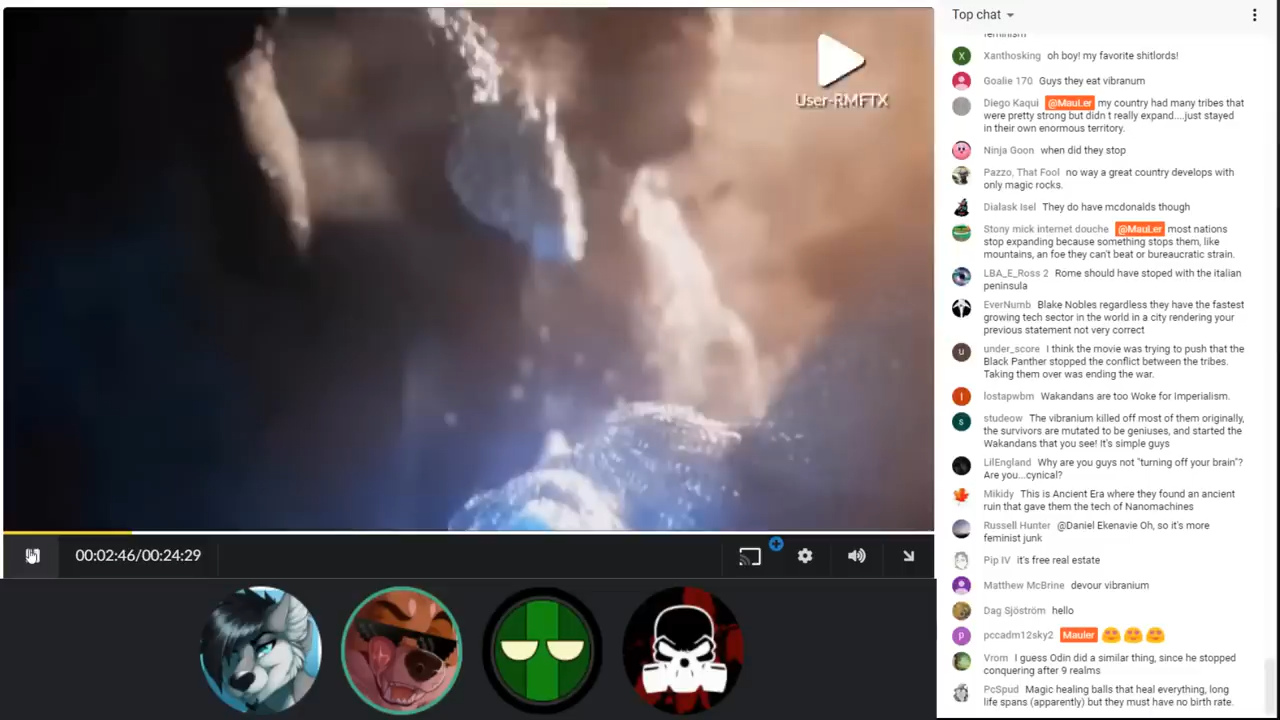 User-RMFTX
00:02:46/00:24:29
Top chat
feminism
Xanthosking oh boy! my favorite shitlords!
Goalie 170 Guys they eat vibranum
Diego Kaqui @MauLer my country had many tribes that
were pretty strong but didn t really expand....just stayed
in their own enormous territory.
Ninja Goon when did they stop
Pazzo, That Fool no way a great country develops with
only magic rocks.
Dialask Isel They do have mcdonalds though
Stony mick internet douche @MauLer most nations
stop expanding because something stops them, like
mountains, an foe they can't beat or bureaucratic strain.
LBA_E_Ross 2 Rome should have stoped with the italian
peninsula
EverNumb Blake Nobles regardless they have the fastest
growing tech sector in the world in a city rendering your
previous statement not very correct
under_score I think the movie was trying to push that the
Black Panther stopped the conflict between the tribes.
Taking them over was ending the war.
lostapwbm Wakandans are too Woke for Imperialism.
studeow The vibranium killed off most of them originally,
the survivors are mutated to be geniuses, and started the
Wakandans that you see! It's simple guys
LilEngland Why are you guys not "turning off your brain"?
Are you...cynical?
Mikidy This is Ancient Era where they found an ancient
ruin that gave them the tech of Nanomachines
Russell Hunter @Daniel Ekenavie Oh, so it's more
feminist junk
Pip IV it's free real estate
Matthew McBrine devour vibranium
Dag Sjöström hello
pccadm12sky2 Mauler 😍😍😍
Vrom I guess Odin did a similar thing, since he stopped
conquering after 9 realms
PcSpud Magic healing balls that heal everything, long
life spans (apparently) but they must have no birth rate.